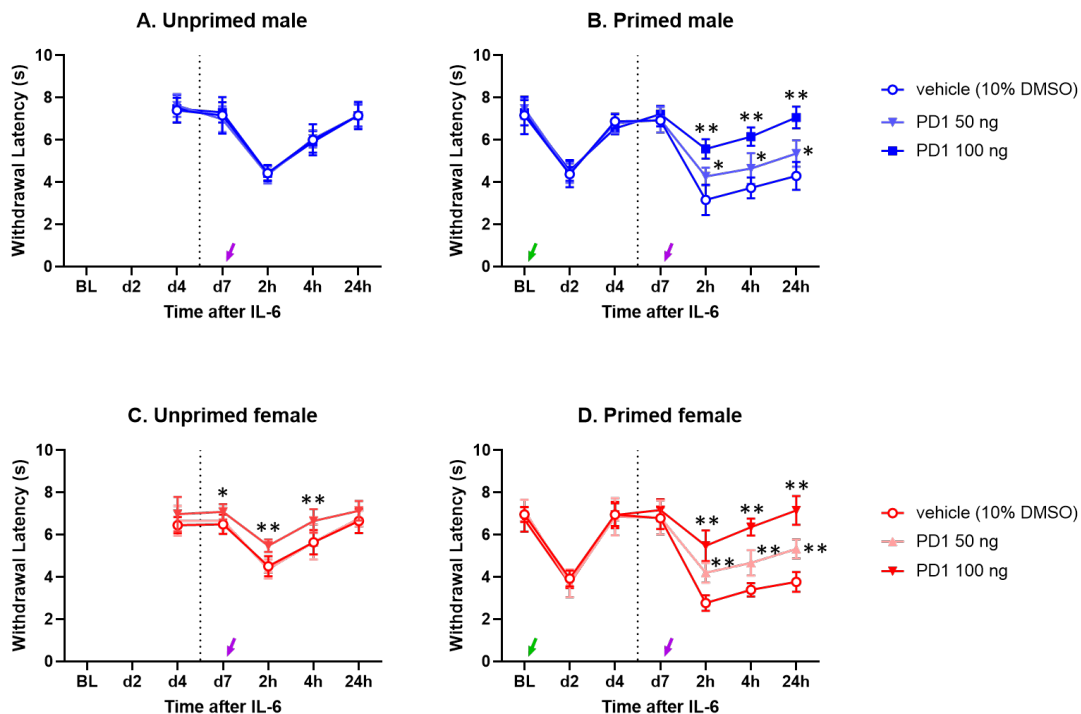 A. Unprimed male
Withdrawal Latency (s)
10
8
6
4
2
0
BL d2 d4 d7 2h 4h 24h
Time after IL-6
B. Primed male
Withdrawal Latency (s)
10
8
6
4
2
0
** ** **
* * *
BL d2 d4 d7 2h 4h 24h
Time after IL-6
vehicle (10% DMSO)
PD1 50 ng
PD1 100 ng
C. Unprimed female
Withdrawal Latency (s)
10
8
6
4
2
0
* ** **
BL d2 d4 d7 2h 4h 24h
Time after IL-6
D. Primed female
Withdrawal Latency (s)
10
8
6
4
2
0
** ** **
** ** **
BL d2 d4 d7 2h 4h 24h
Time after IL-6
vehicle (10% DMSO)
PD1 50 ng
PD1 100 ng